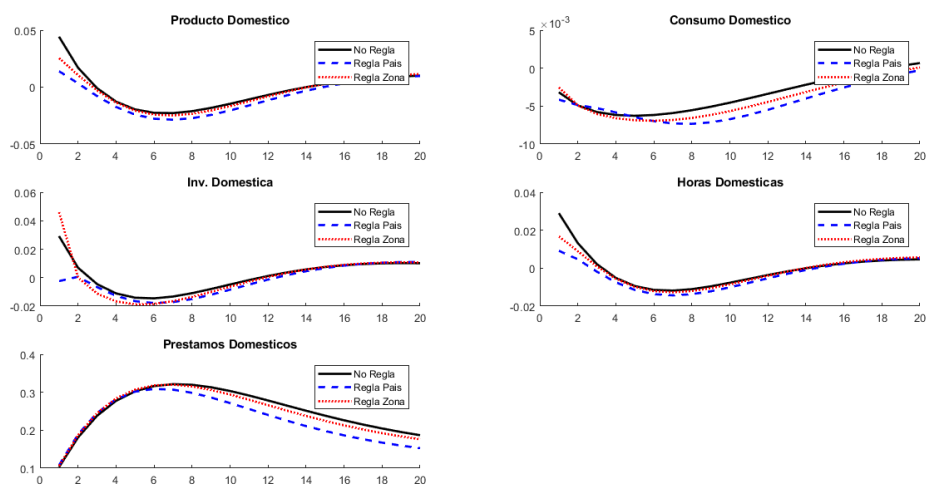 Producto Domestico
0.05
0
-0.05
No Regla
Regla Pais
Regla Zona
0 2 4 6 8 10 12 14 16 18 20
Consumo Domestico
× 10⁻³
5
0
-5
-10
No Regla
Regla Pais
Regla Zona
0 2 4 6 8 10 12 14 16 18 20
Inv. Domestica
0.06
0.04
0.02
0
-0.02
No Regla
Regla Pais
Regla Zona
0 2 4 6 8 10 12 14 16 18 20
Horas Domesticas
0.04
0.02
0
-0.02
No Regla
Regla Pais
Regla Zona
0 2 4 6 8 10 12 14 16 18 20
Prestamos Domesticos
0.4
0.3
0.2
0.1
No Regla
Regla Pais
Regla Zona
0 2 4 6 8 10 12 14 16 18 20